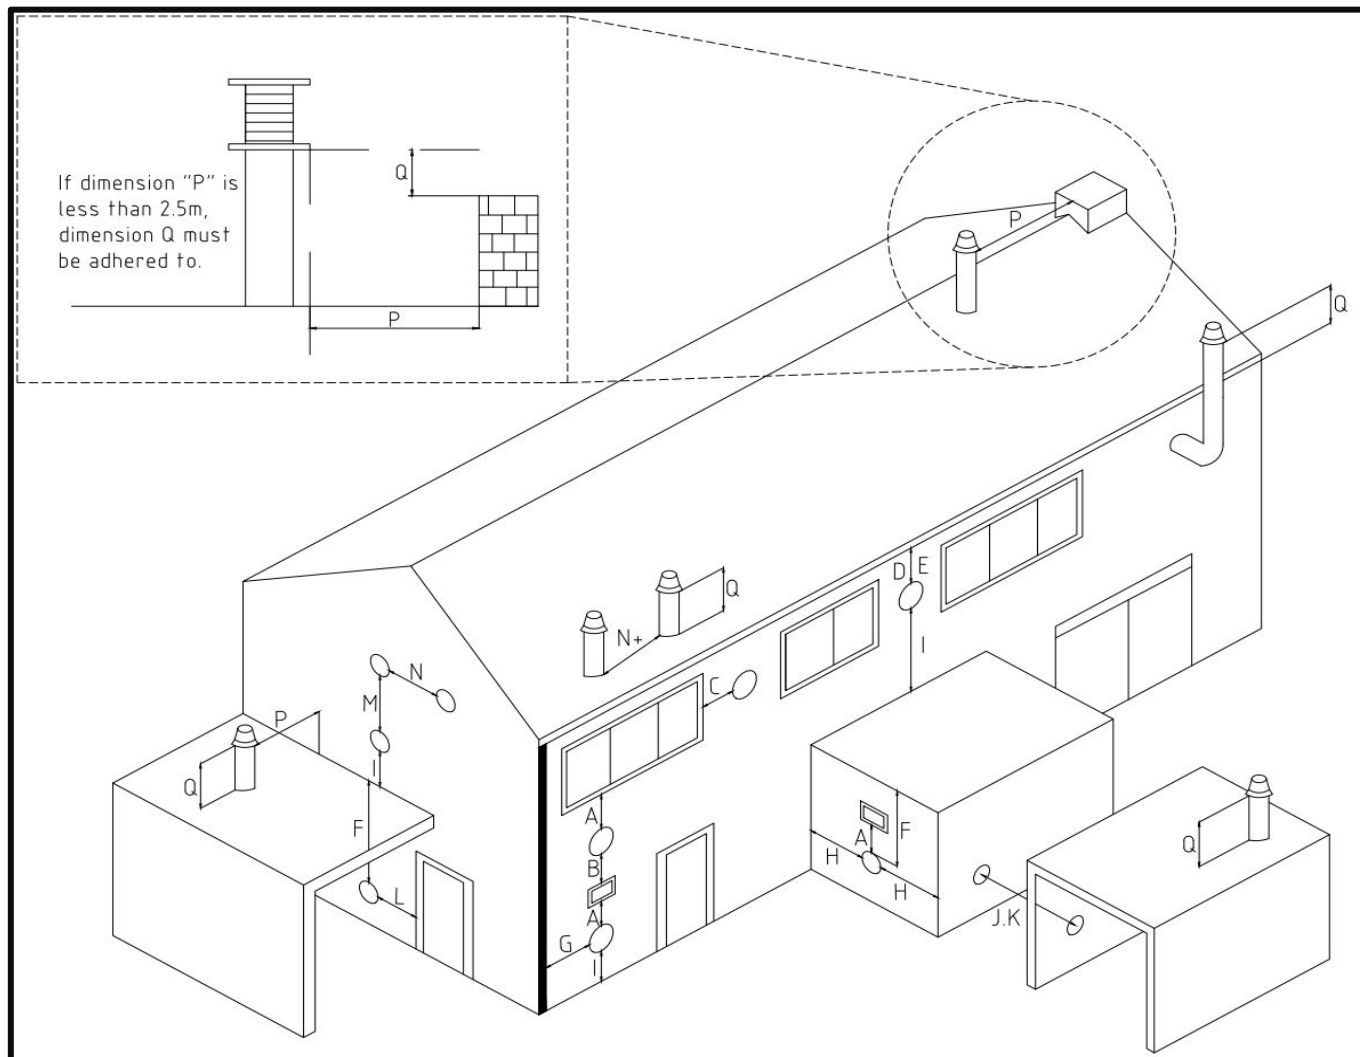 If dimension "P" is
less than 2.5m,
dimension Q must
be adhered to.
Q
P
P
Q
D
E
I
Q
N+
C
N
M
I
P
Q
F
L
A
B
A
G
I
F
A
H
H
J.K
Q